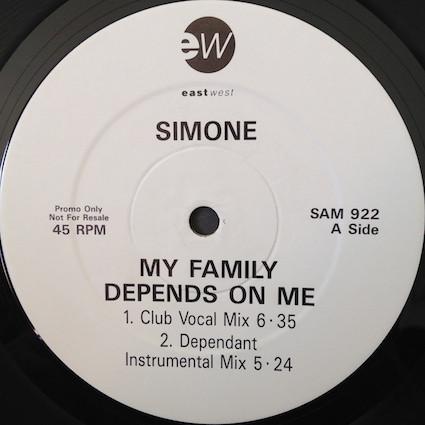 ew
eastwest
SIMONE
Promo Only
Not For Resale
45 RPM
SAM 922
A Side
MY FAMILY
DEPENDS ON ME
1. Club Vocal Mix 6·35
2. Dependant
Instrumental Mix 5·24